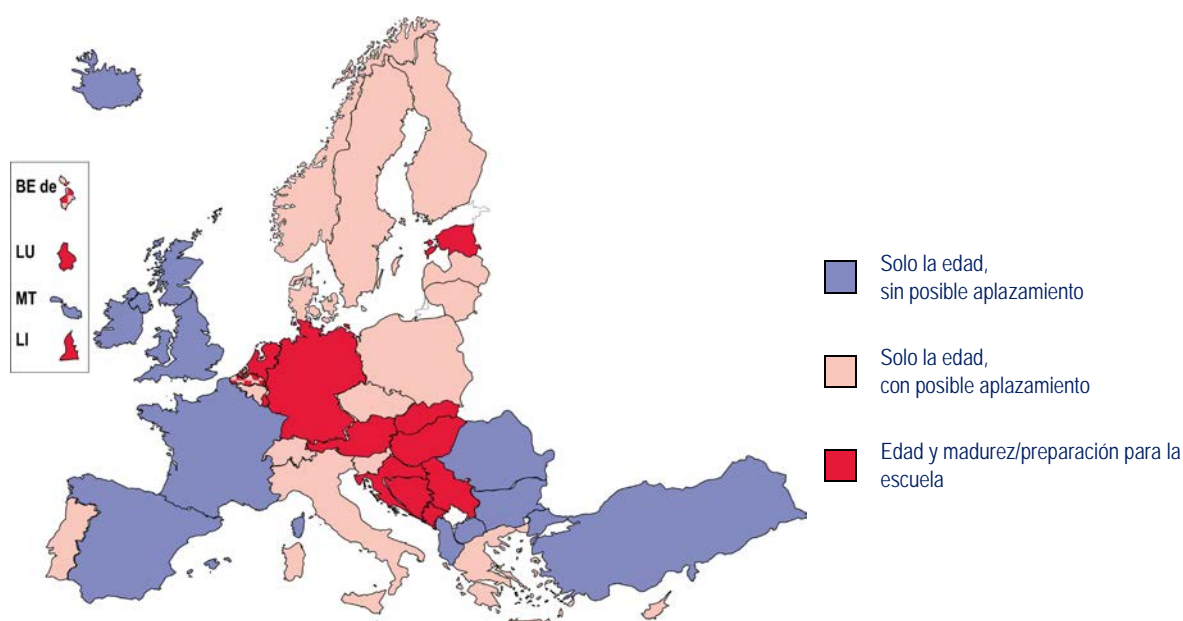 BE de
LU
MT
LI
Solo la edad,
sin posible aplazamiento
Solo la edad,
con posible aplazamiento
Edad y madurez/preparación para la
escuela